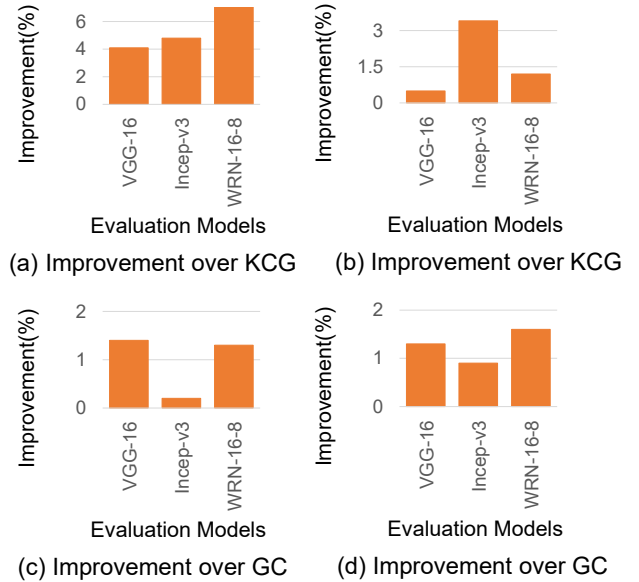 Improvement(%)
6
4
2
0
VGG-16
Incep-v3
WRN-16-8
Evaluation Models
(a) Improvement over KCG
Improvement(%)
3
1.5
0
VGG-16
Incep-v3
WRN-16-8
Evaluation Models
(b) Improvement over KCG
Improvement(%)
2
1
0
VGG-16
Incep-v3
WRN-16-8
Evaluation Models
(c) Improvement over GC
Improvement(%)
2
1
0
VGG-16
Incep-v3
WRN-16-8
Evaluation Models
(d) Improvement over GC